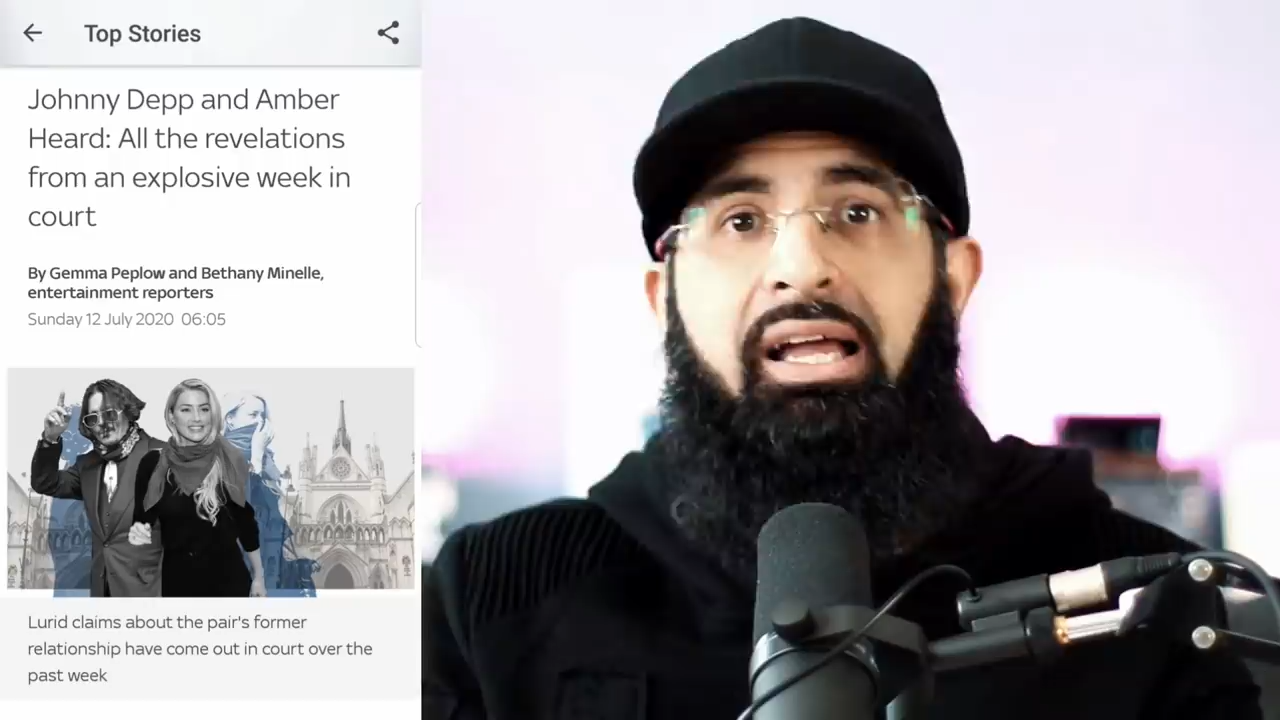 Top Stories
Johnny Depp and Amber
Heard: All the revelations
from an explosive week in
court
By Gemma Peplow and Bethany Minelle,
entertainment reporters
Sunday 12 July 2020 06:05
Lurid claims about the pair's former
relationship have come out in court over the
past week